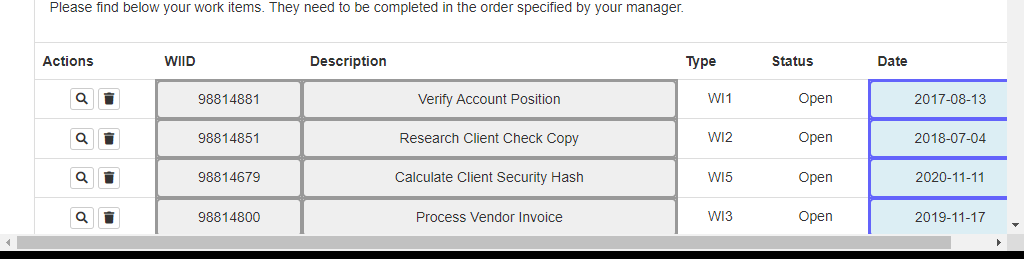 Please find below your work items. They need to be completed in the order specified by your manager.
Actions WIID Description Type Status Date
98814881 Verify Account Position WI1 Open 2017-08-13
98814851 Research Client Check Copy WI2 Open 2018-07-04
98814679 Calculate Client Security Hash WI5 Open 2020-11-11
98814800 Process Vendor Invoice WI3 Open 2019-11-17